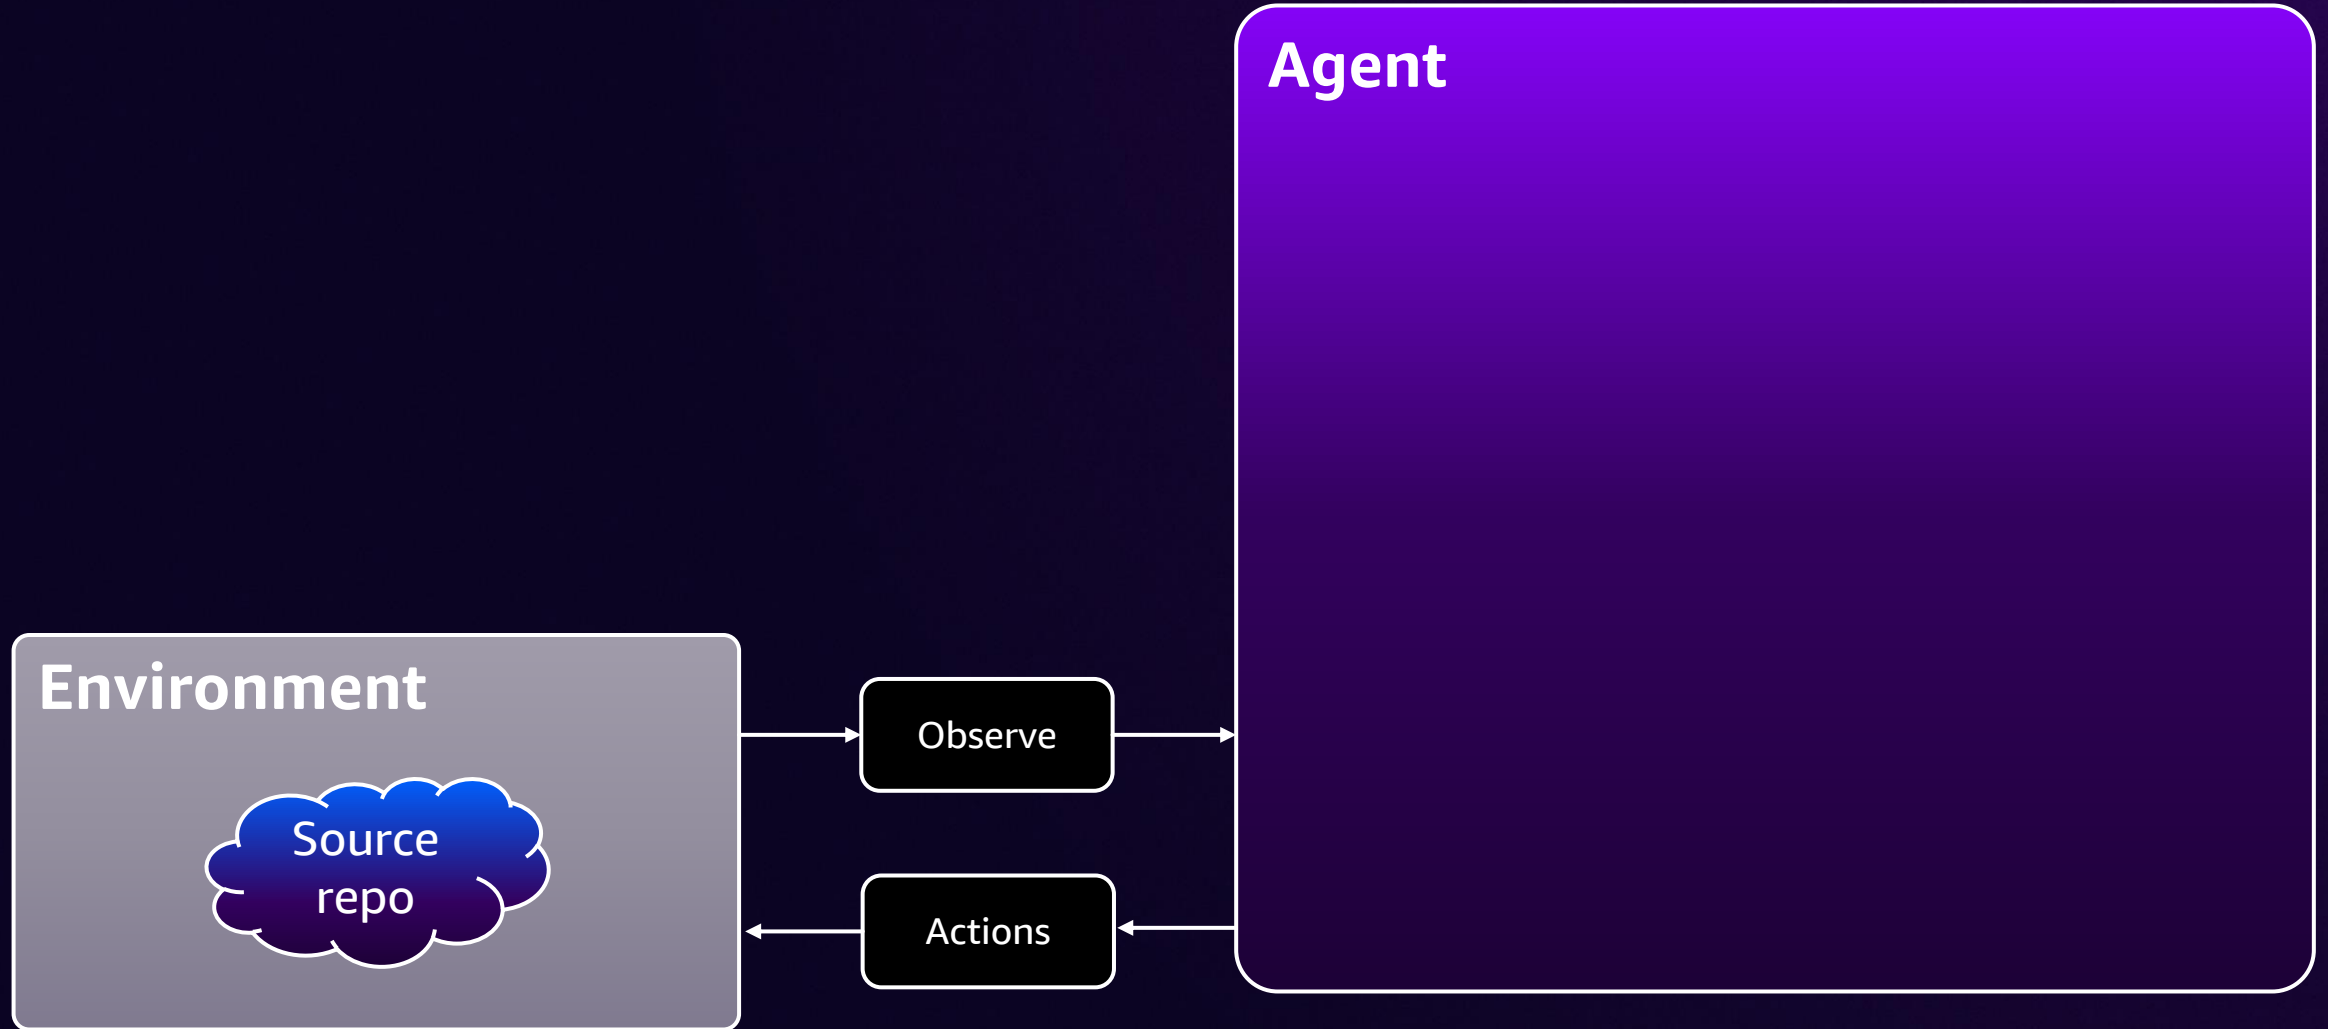 Agent
Environment
Observe
Source
repo
Actions